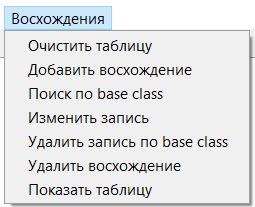 Восхождения
Очистить таблицу
Добавить восхождение
Поиск по base class
Изменить запись
Удалить запись по base class
Удалить восхождение
Показать таблицу